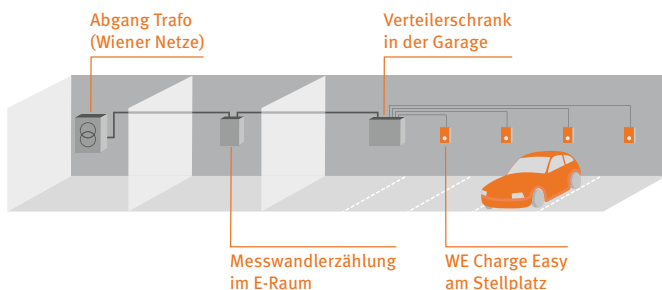 Abgang Trafo
(Wiener Netze)
Verteilerschrank
in der Garage
Messwandlerzählung
im E-Raum
WE Charge Easy
am Stellplatz